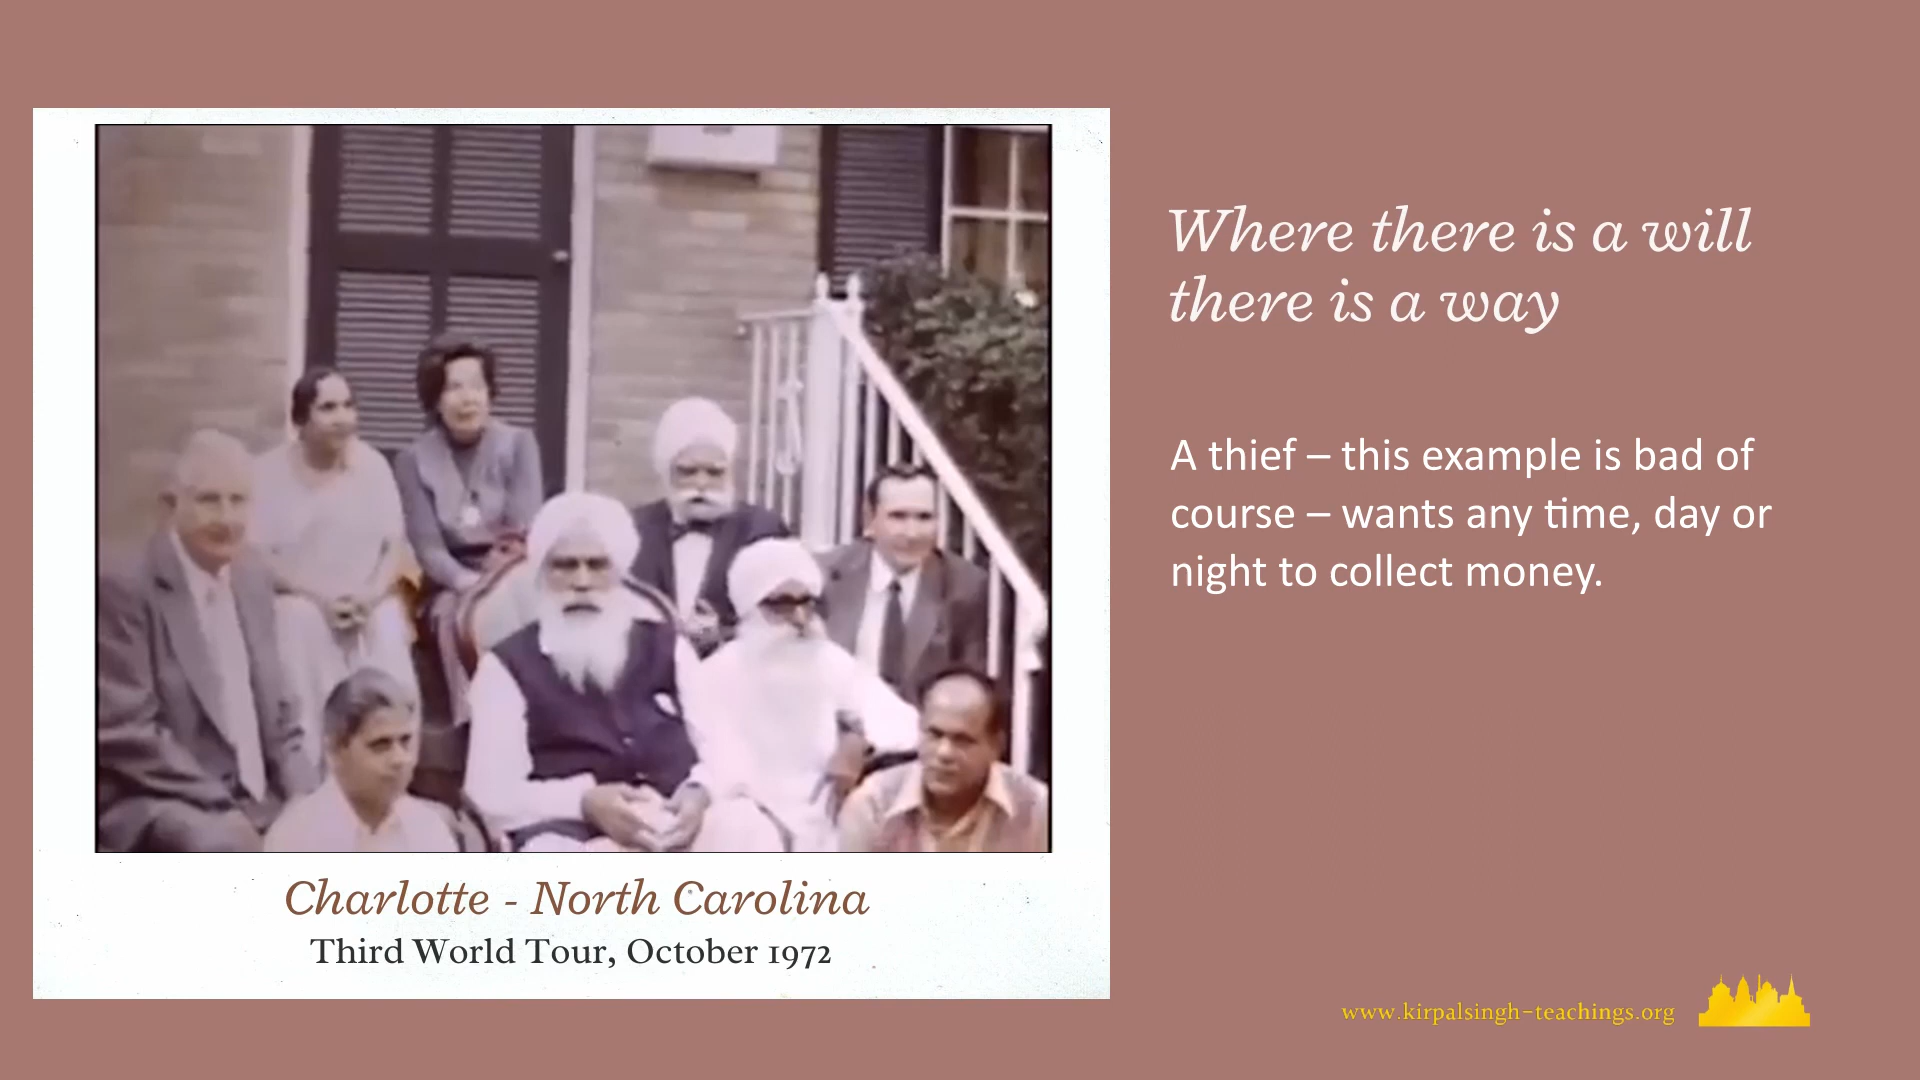 Where there is a will
there is a way
A thief – this example is bad of
course – wants any time, day or
night to collect money.
Charlotte - North Carolina
Third World Tour, October 1972
www.kirpalsingh-teachings.org